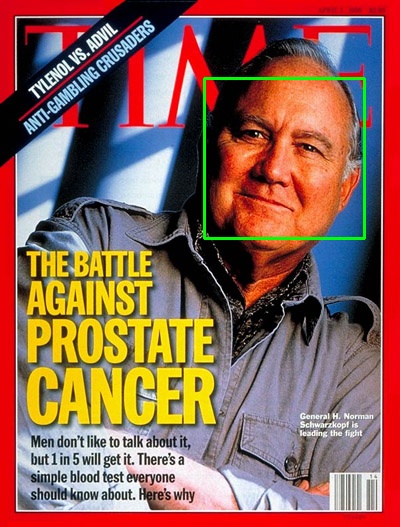 TIME
TYLENOL VS. ADVIL
ANTI-GAMBLING CRUSADERS
THE BATTLE
AGAINST
PROSTATE
CANCER
Men don't like to talk about it,
but 1 in 5 will get it. There's a
simple blood test everyone
should know about. Here's why
General H. Norman
Schwarzkopf is
leading the fight
14